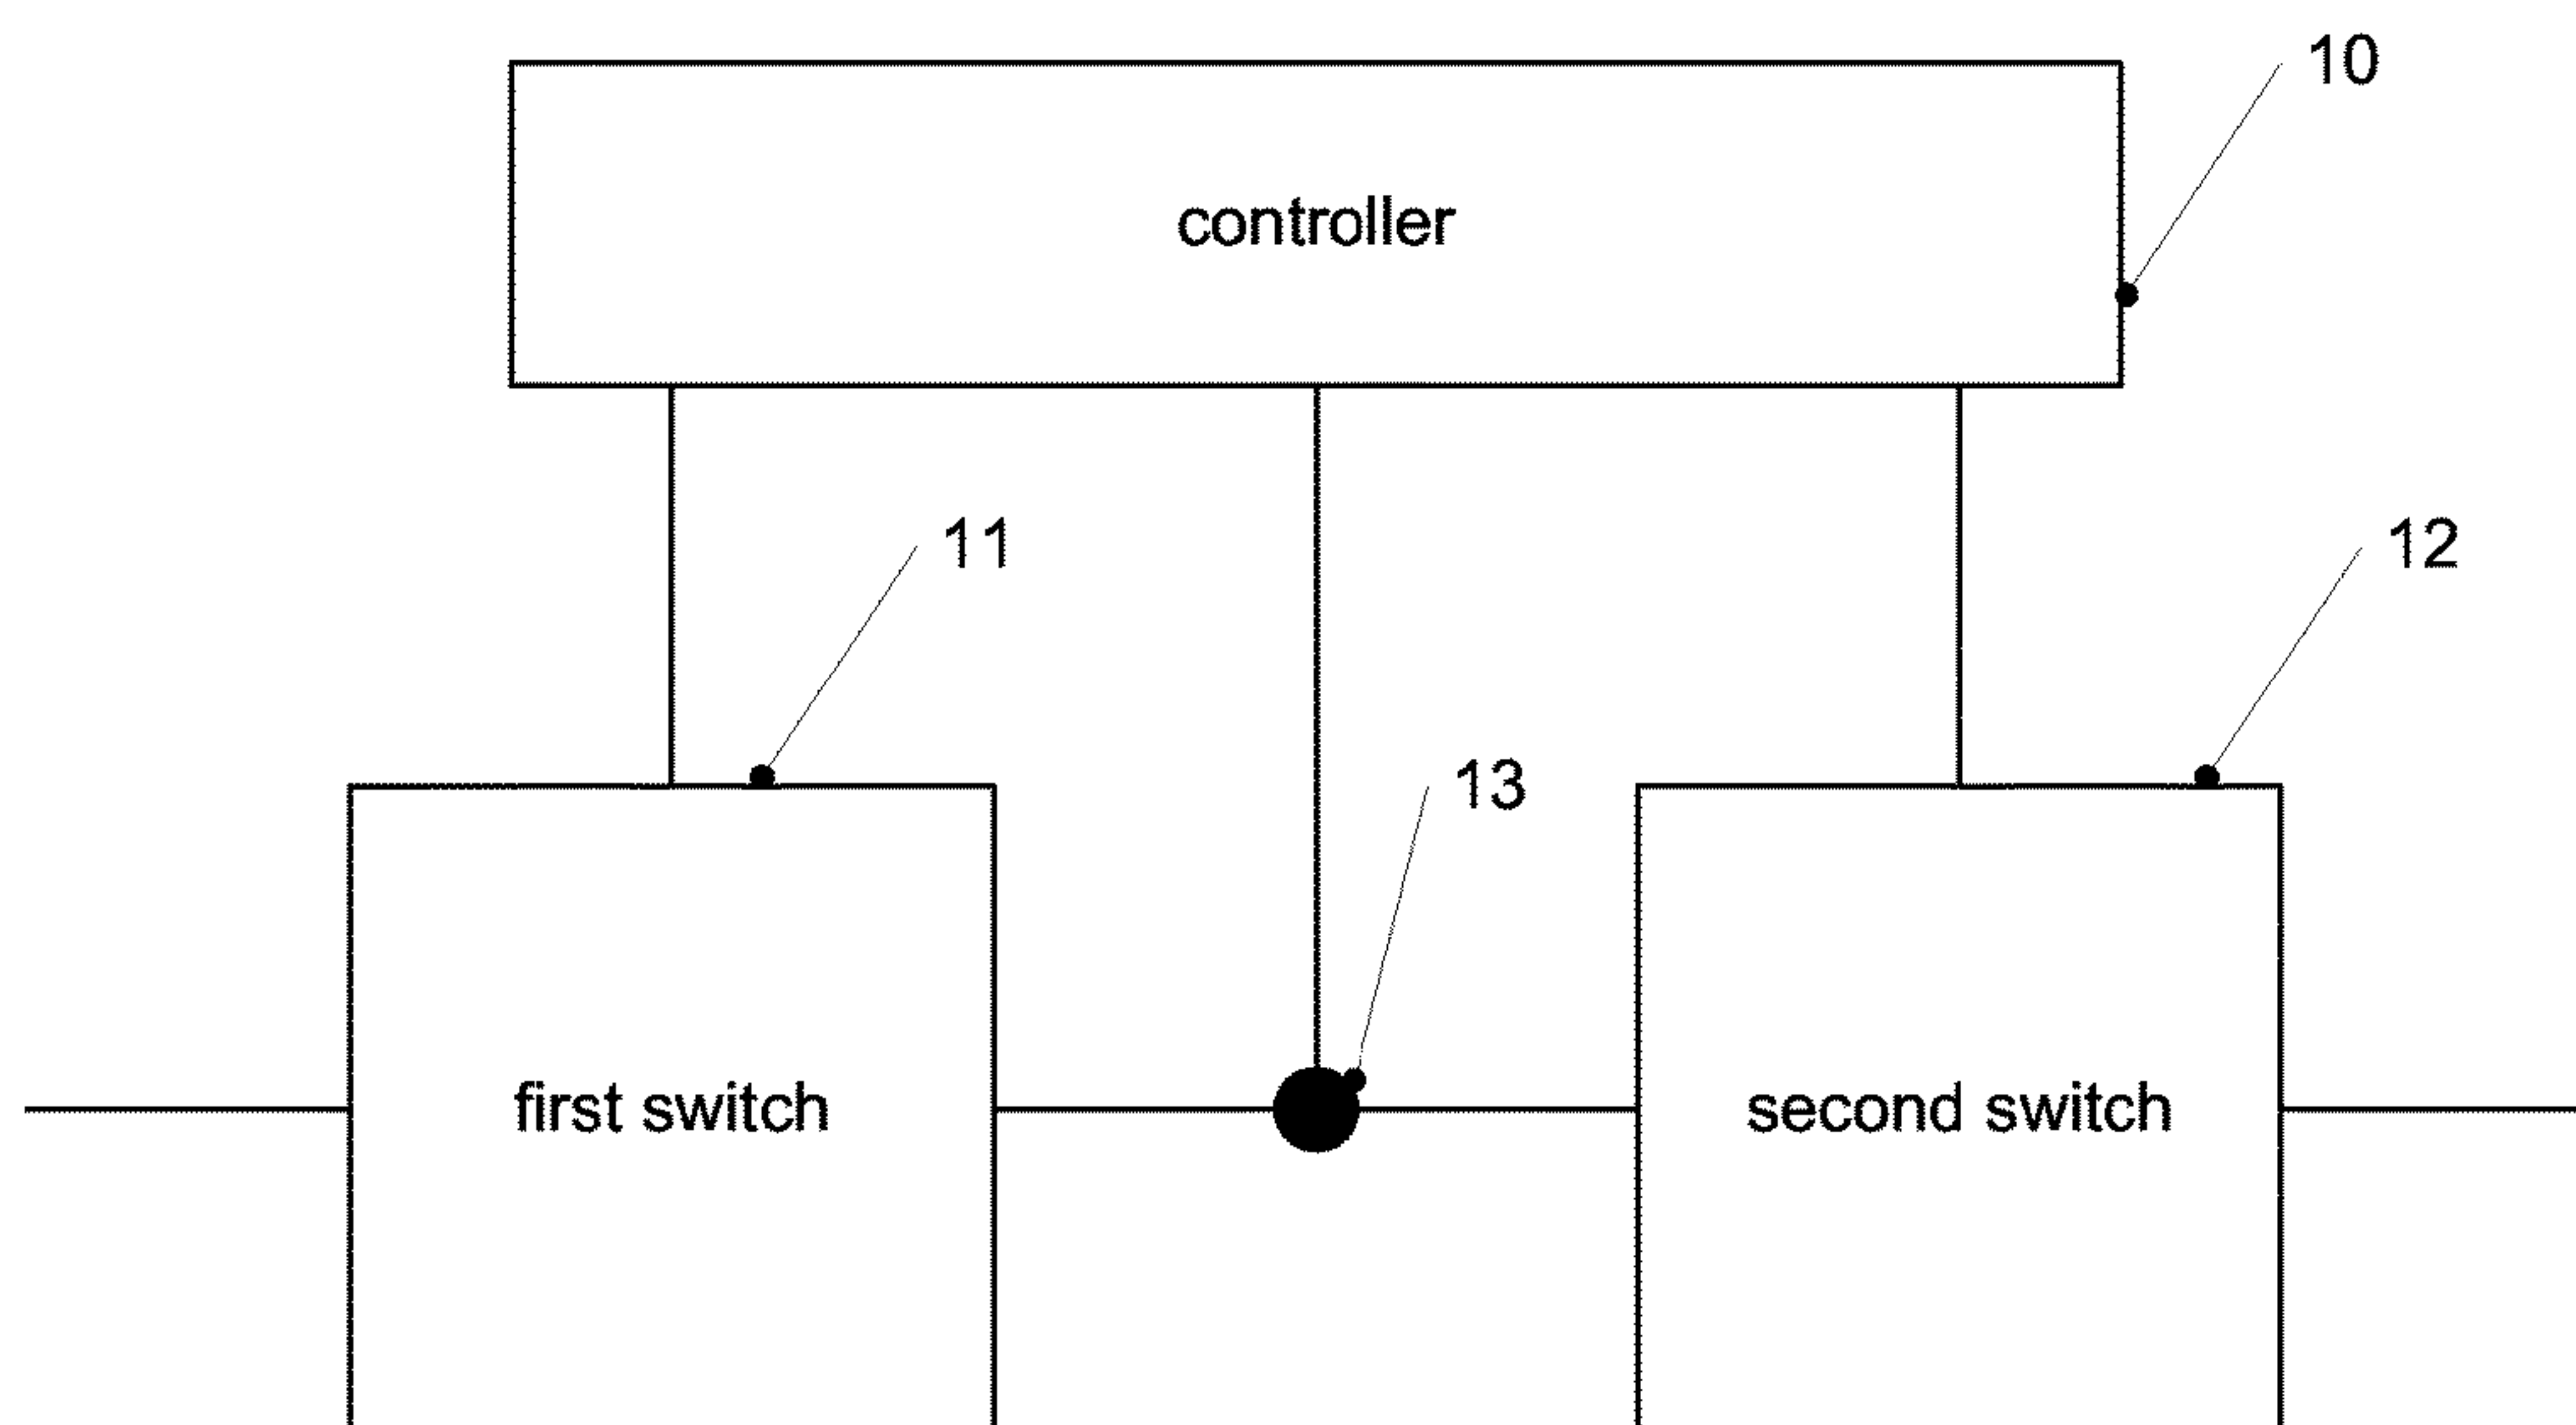 10
controller
11
12
13
first switch
second switch